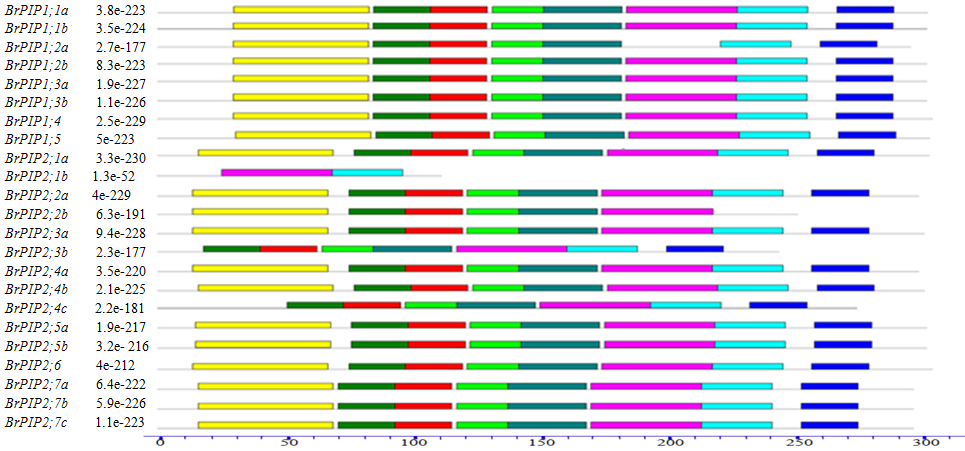 BrPIP1;1a 3.8e-223
BrPIP1;1b 3.5e-224
BrPIP1;2a 2.7e-177
BrPIP1;2b 8.3e-223
BrPIP1;3a 1.9e-227
BrPIP1;3b 1.1e-226
BrPIP1;4 2.5e-229
BrPIP1;5 5e-223
BrPIP2;1a 3.3e-230
BrPIP2;1b 1.3e-52
BrPIP2;2a 4e-229
BrPIP2;2b 6.3e-191
BrPIP2;3a 9.4e-228
BrPIP2;3b 2.3e-177
BrPIP2;4a 3.5e-220
BrPIP2;4b 2.1e-225
BrPIP2;4c 2.2e-181
BrPIP2;5a 1.9e-217
BrPIP2;5b 3.2e- 216
BrPIP2;6 4e-212
BrPIP2;7a 6.4e-222
BrPIP2;7b 5.9e-226
BrPIP2;7c 1.1e-223
0 50 100 150 200 250 300